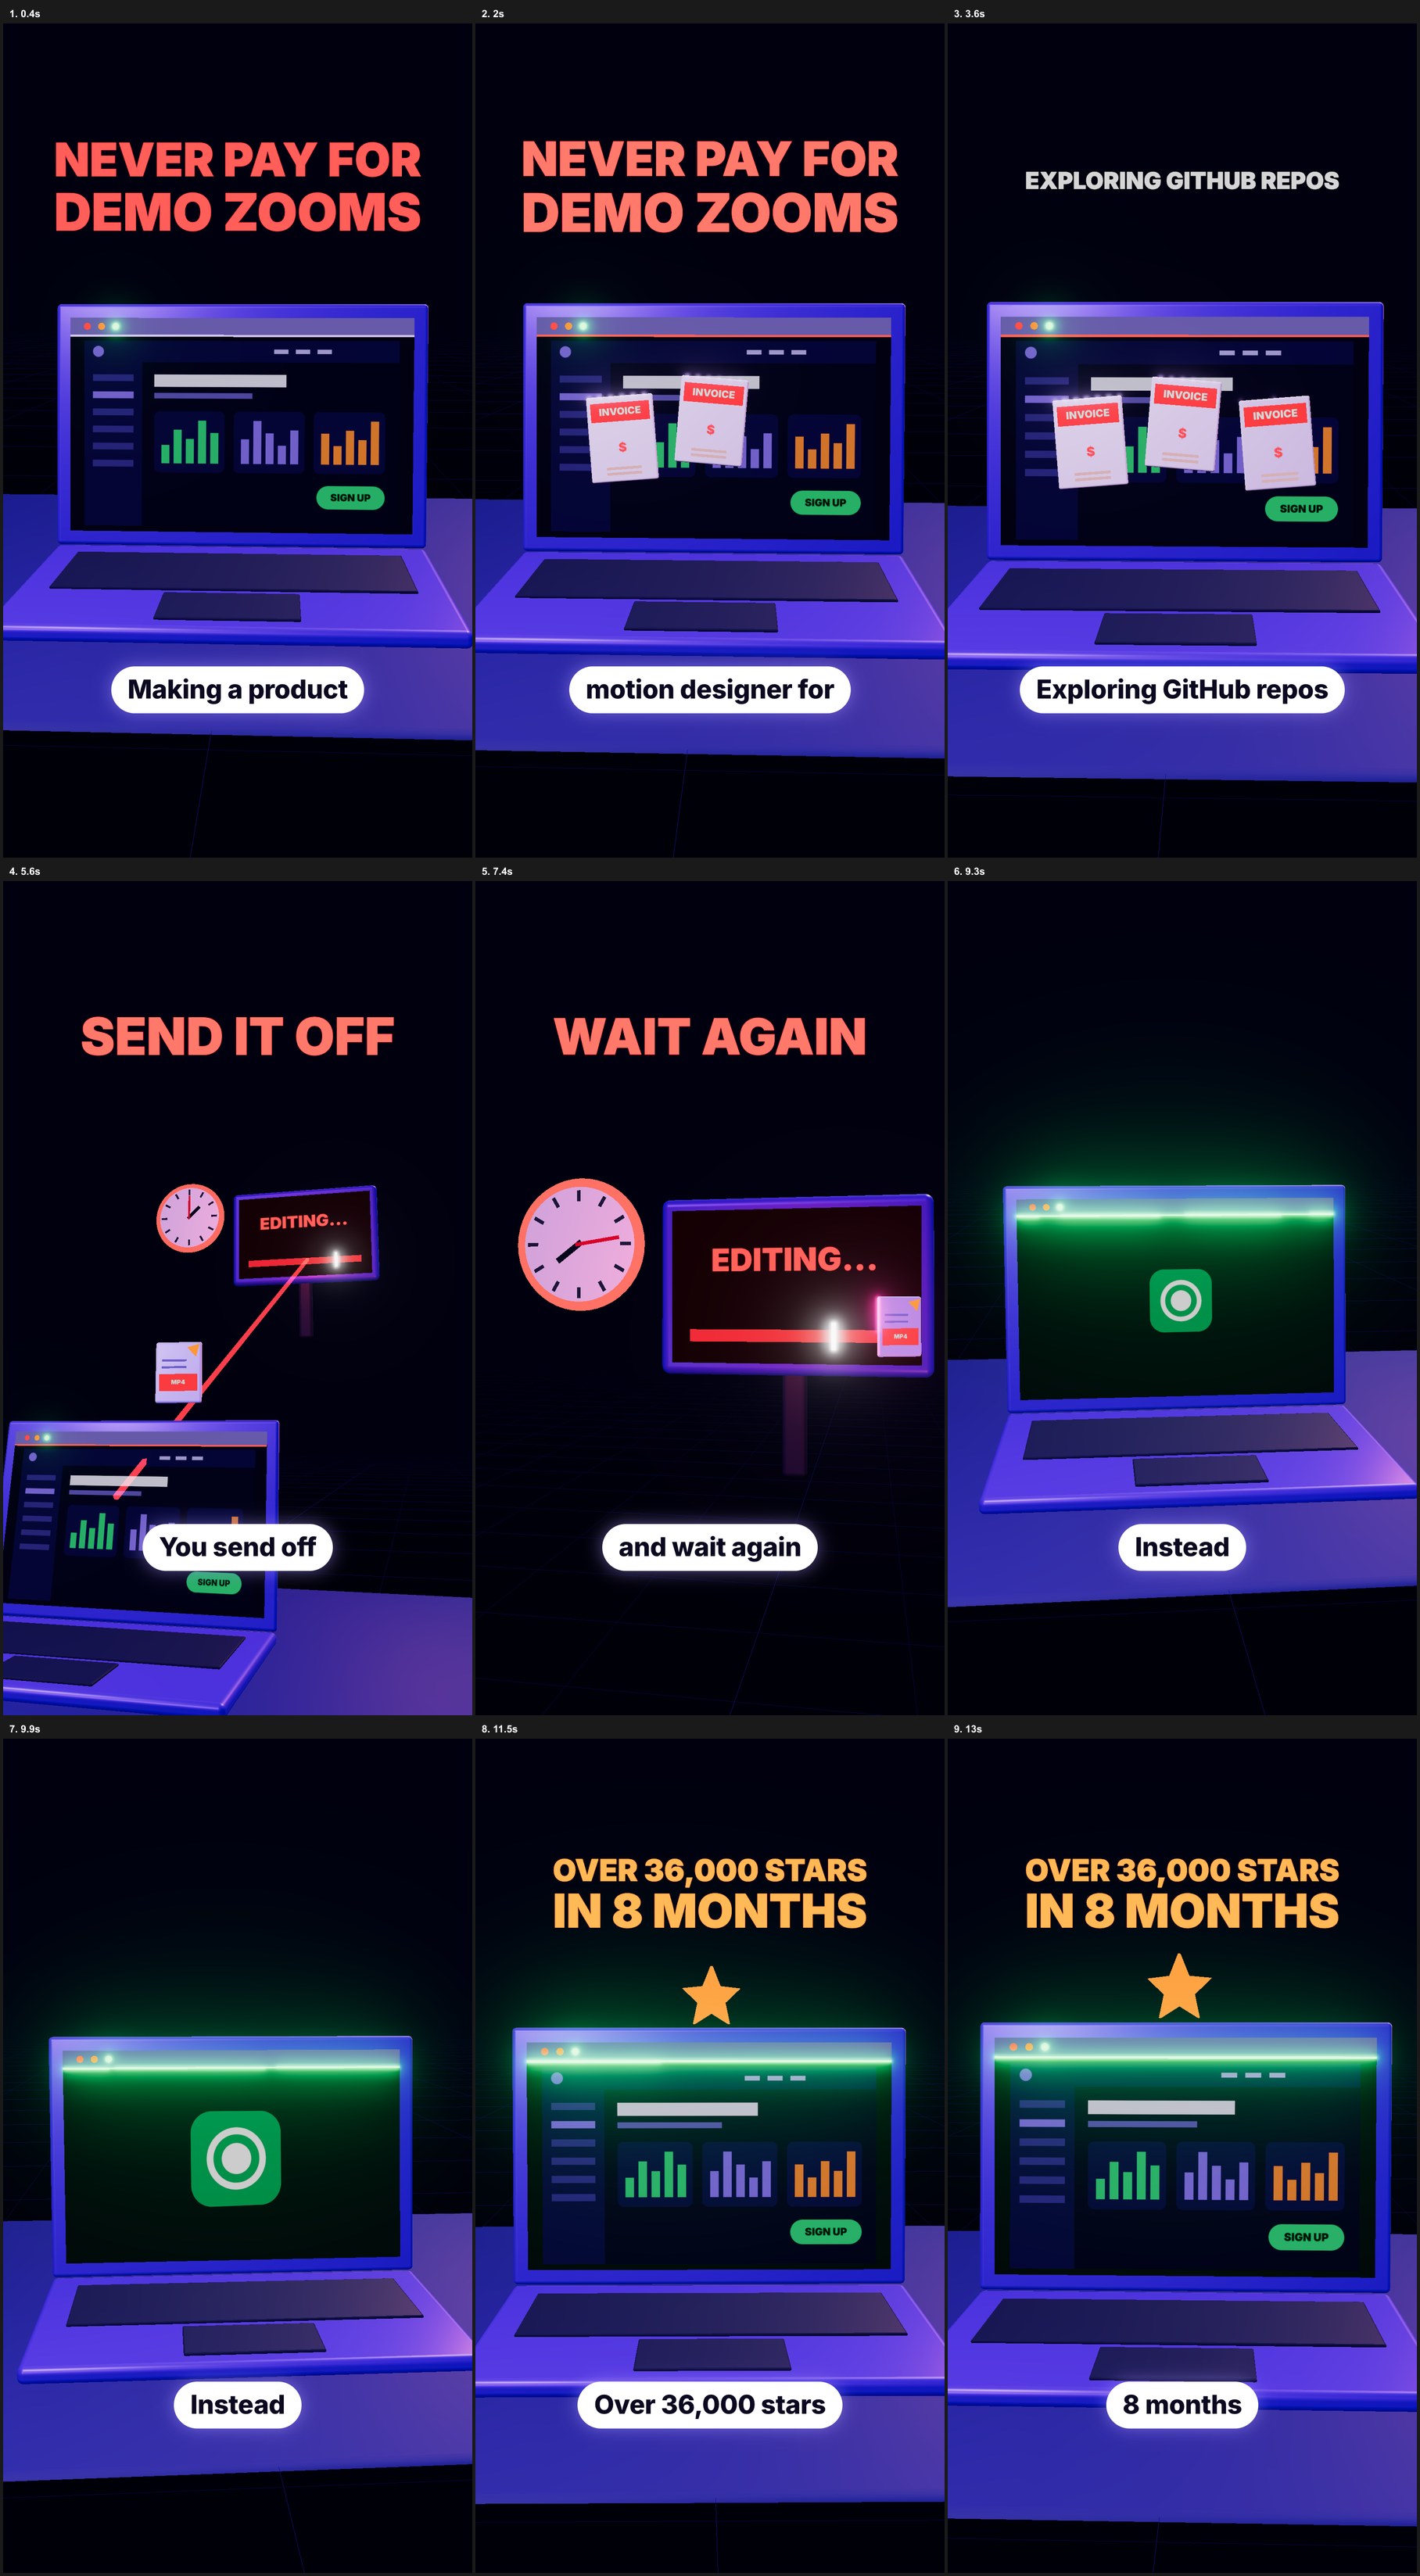 1. 0.4s
NEVER PAY FOR
DEMO ZOOMS
SIGN UP
Making a product
2. 2s
NEVER PAY FOR
DEMO ZOOMS
INVOICE
$
INVOICE
$
SIGN UP
motion designer for
3. 3.6s
EXPLORING GITHUB REPOS
INVOICE
$
INVOICE
$
INVOICE
$
SIGN UP
Exploring GitHub repos
4. 5.6s
SEND IT OFF
EDITING...
MP4
You send off
SIGN UP
5. 7.4s
WAIT AGAIN
EDITING...
MP4
and wait again
6. 9.3s
Instead
7. 9.9s
Instead
8. 11.5s
OVER 36,000 STARS
IN 8 MONTHS
SIGN UP
Over 36,000 stars
9. 13s
OVER 36,000 STARS
IN 8 MONTHS
SIGN UP
8 months